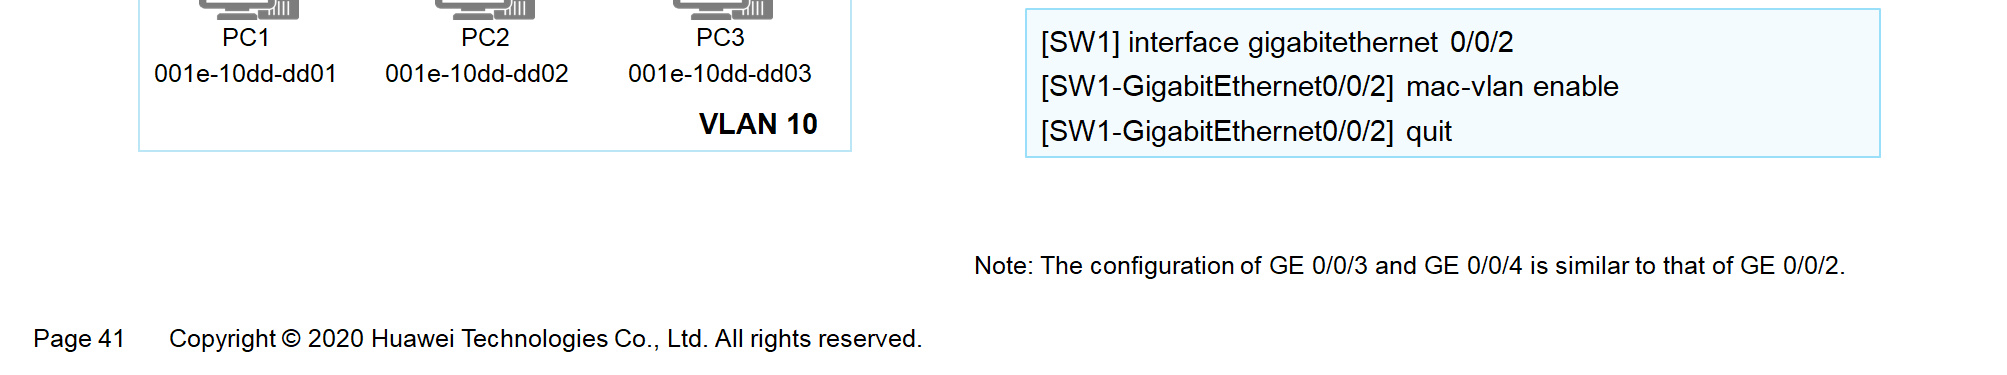 PC1 PC2 PC3
001e-10dd-dd01 001e-10dd-dd02 001e-10dd-dd03
VLAN 10
[SW1] interface gigabitethernet 0/0/2
[SW1-GigabitEthernet0/0/2] mac-vlan enable
[SW1-GigabitEthernet0/0/2] quit
Note: The configuration of GE 0/0/3 and GE 0/0/4 is similar to that of GE 0/0/2.
Page 41 Copyright © 2020 Huawei Technologies Co., Ltd. All rights reserved.